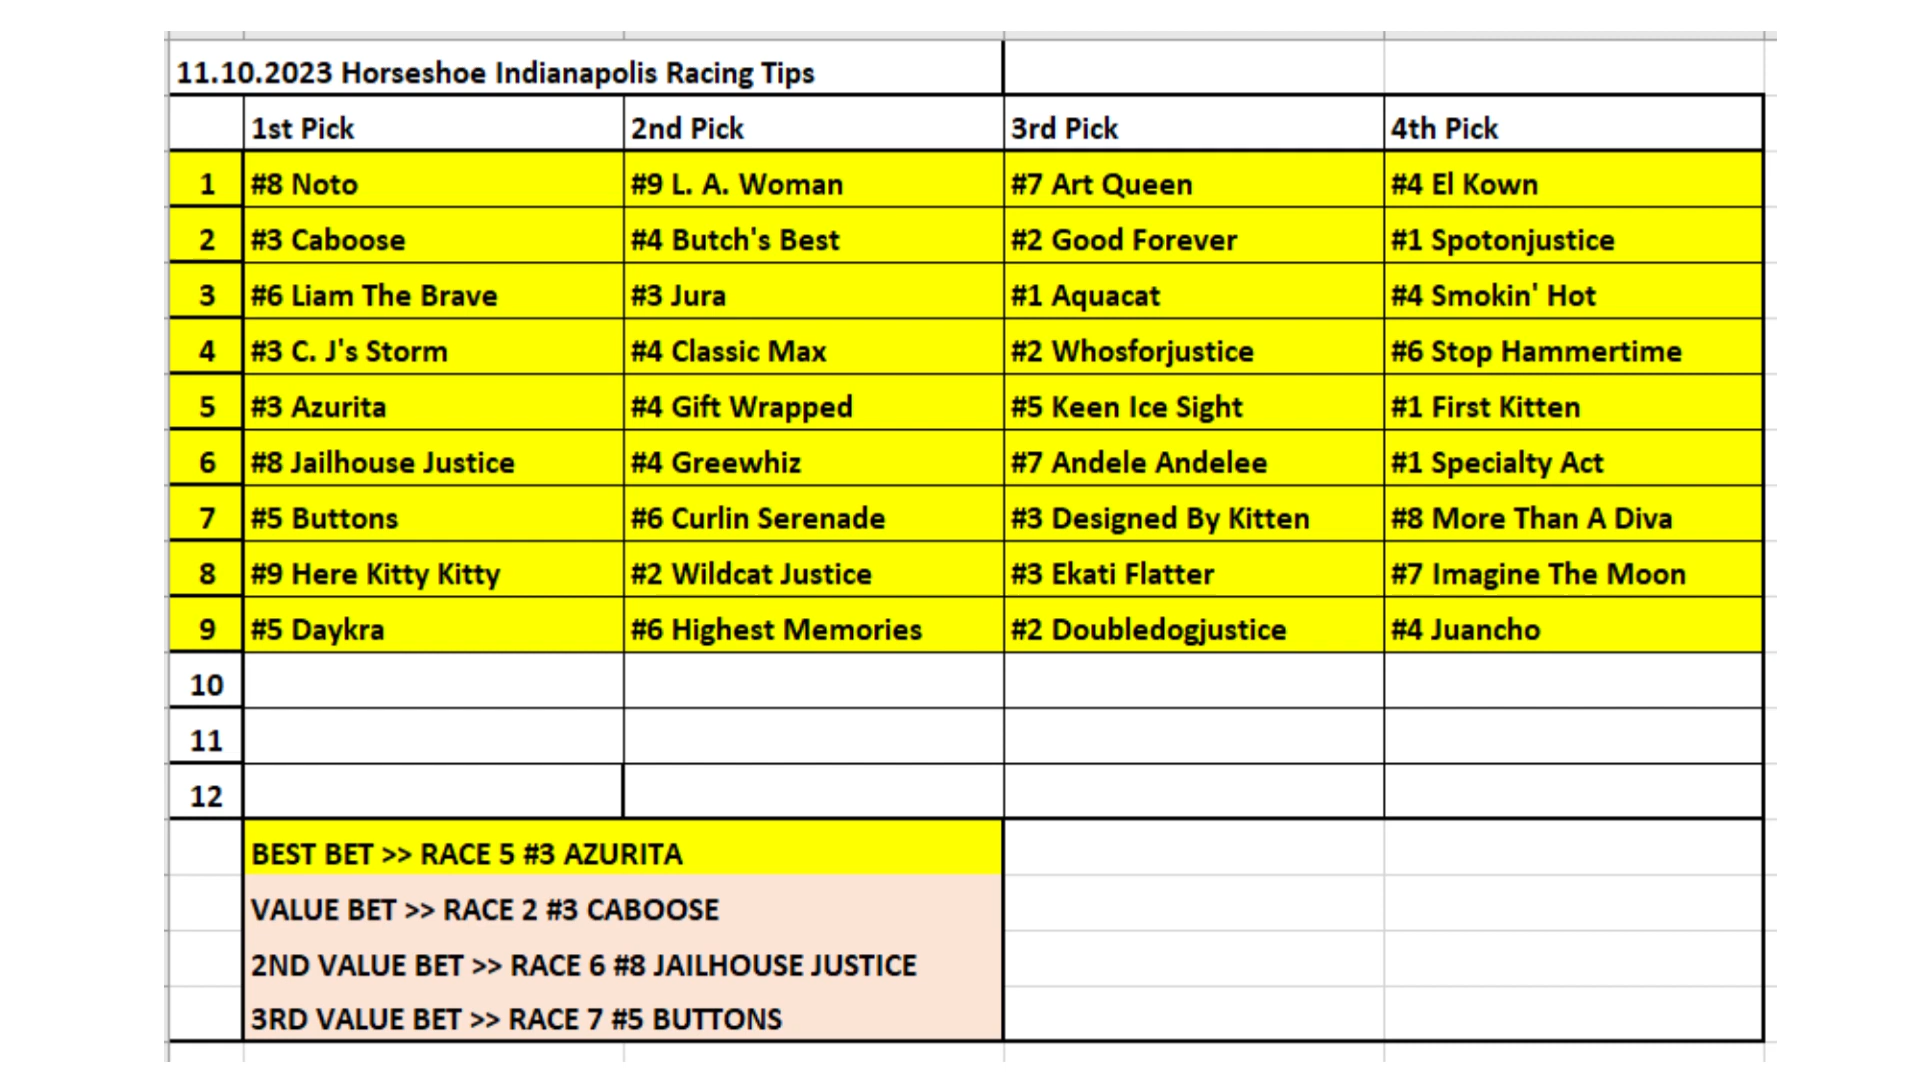 11.10.2023 Horseshoe Indianapolis Racing Tips
1st Pick 2nd Pick 3rd Pick 4th Pick
1 #8 Noto #9 L. A. Woman #7 Art Queen #4 El Kown
2 #3 Caboose #4 Butch's Best #2 Good Forever #1 Spotonjustice
3 #6 Liam The Brave #3 Jura #1 Aquacat #4 Smokin' Hot
4 #3 C. J's Storm #4 Classic Max #2 Whosforjustice #6 Stop Hammertime
5 #3 Azurita #4 Gift Wrapped #5 Keen Ice Sight #1 First Kitten
6 #8 Jailhouse Justice #4 Greewhiz #7 Andele Andelee #1 Specialty Act
7 #5 Buttons #6 Curlin Serenade #3 Designed By Kitten #8 More Than A Diva
8 #9 Here Kitty Kitty #2 Wildcat Justice #3 Ekati Flatter #7 Imagine The Moon
9 #5 Daykra #6 Highest Memories #2 Doubledogjustice #4 Juancho
10
11
12
BEST BET >> RACE 5 #3 AZURITA
VALUE BET >> RACE 2 #3 CABOOSE
2ND VALUE BET >> RACE 6 #8 JAILHOUSE JUSTICE
3RD VALUE BET >> RACE 7 #5 BUTTONS